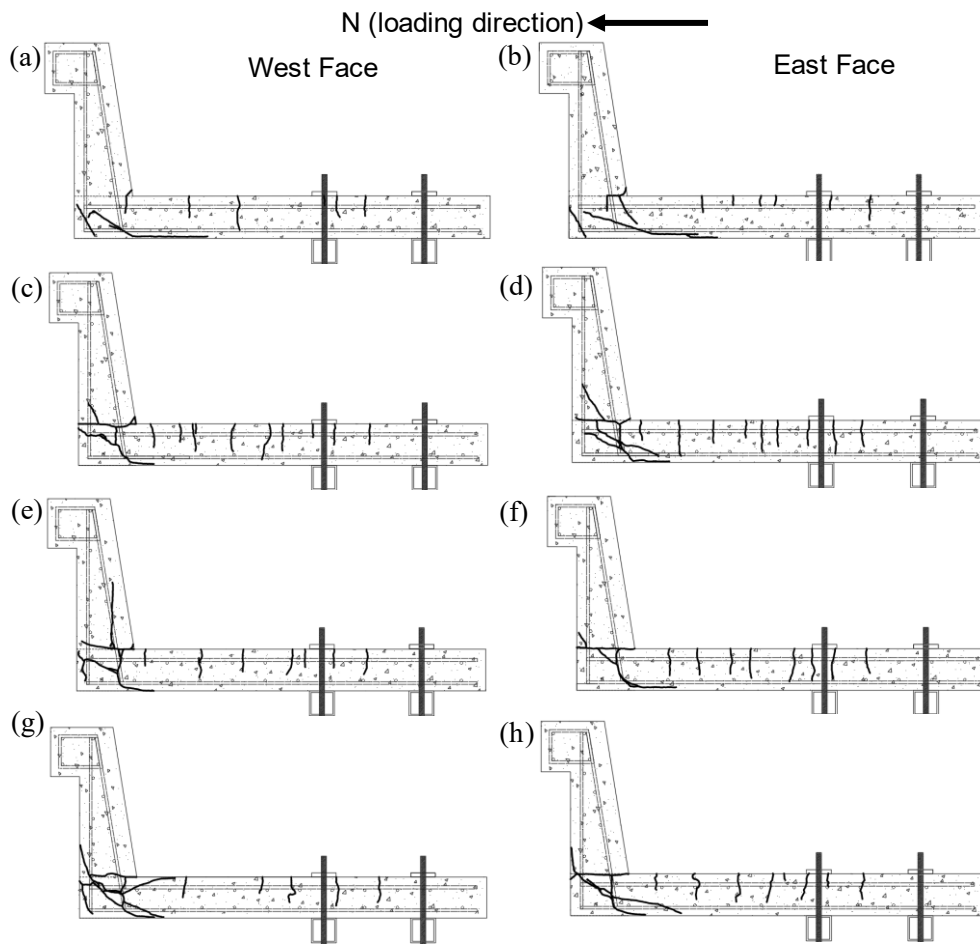 N (loading direction)
(a) West Face
(b) East Face
(c)
(d)
(e)
(f)
(g)
(h)